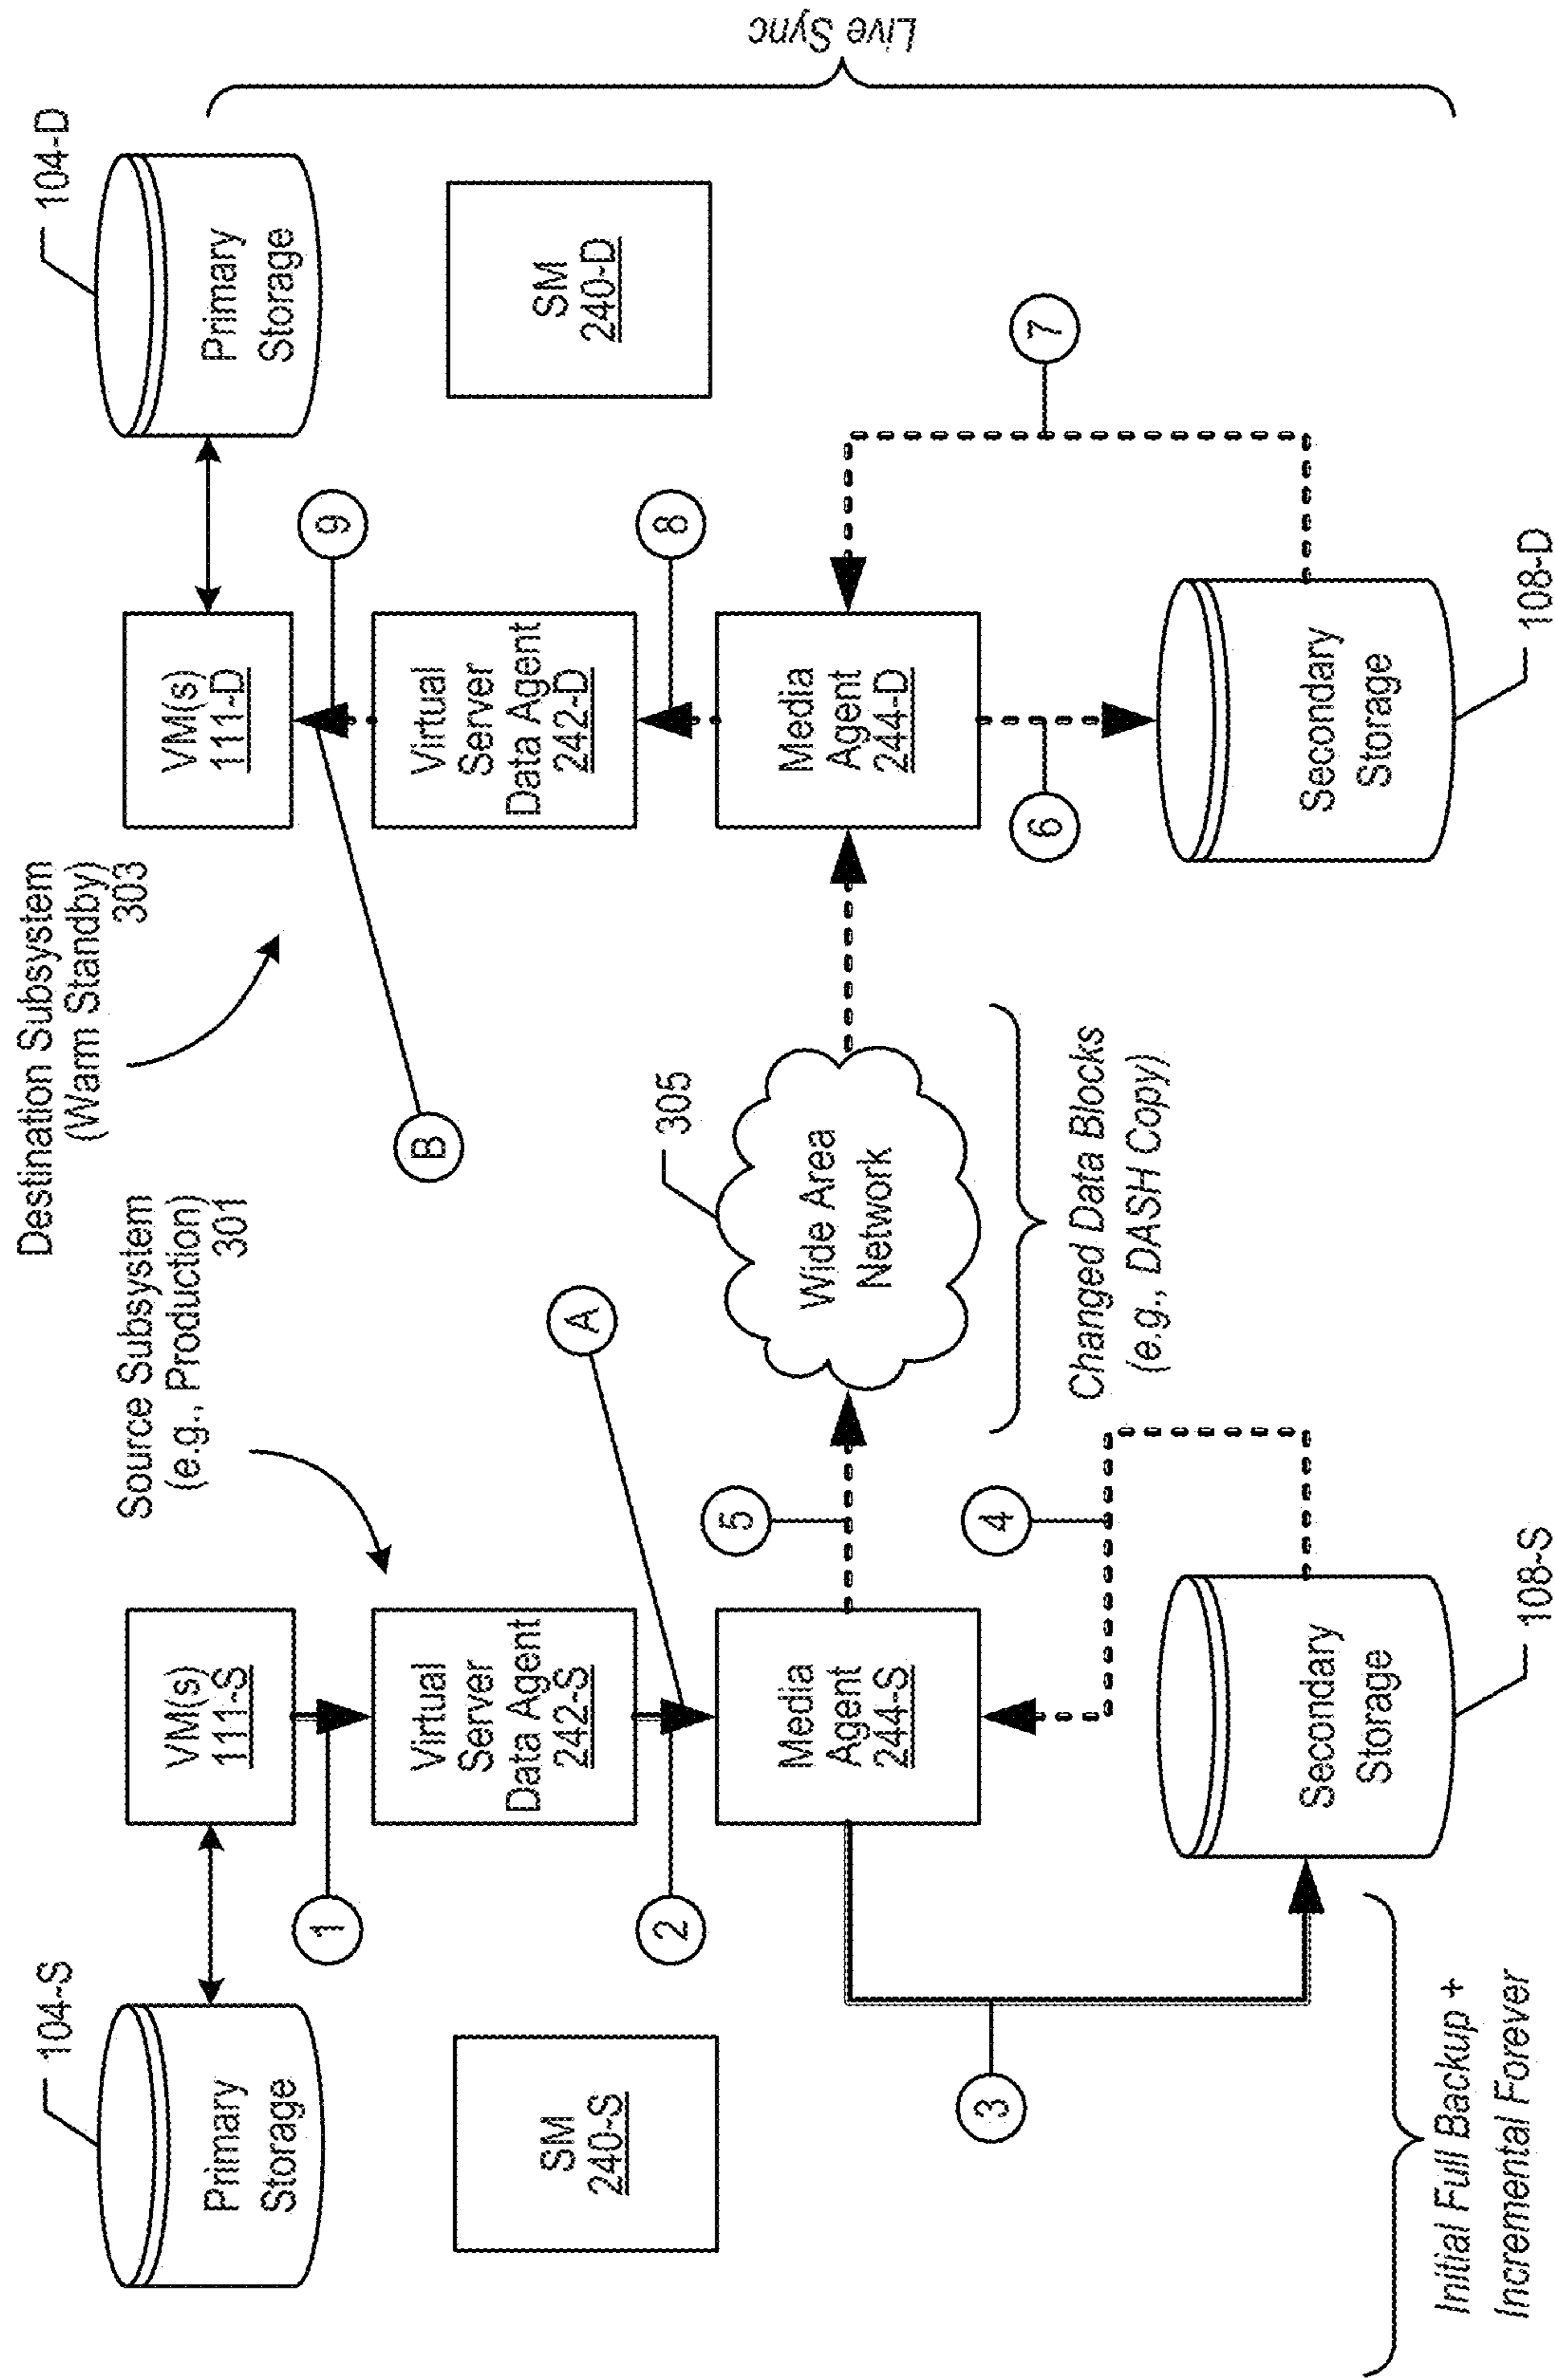 Source Subsystem
(e.g., Production)
301
Destination Subsystem
(Warm Standby)
303
104-S
Primary
Storage
VM(s)
111-S
1
SM
240-S
Virtual
Server
Data Agent
242-S
2
A
Media
Agent
244-S
3
4
5
Secondary
Storage
108-S
Initial Full Backup +
Incremental Forever
305
Wide Area
Network
Changed Data Blocks
(e.g., DASH Copy)
B
VM(s)
111-D
9
Virtual
Server
Data Agent
242-D
8
Media
Agent
244-D
6
7
Secondary
Storage
108-D
104-D
Primary
Storage
SM
240-D
Live Sync